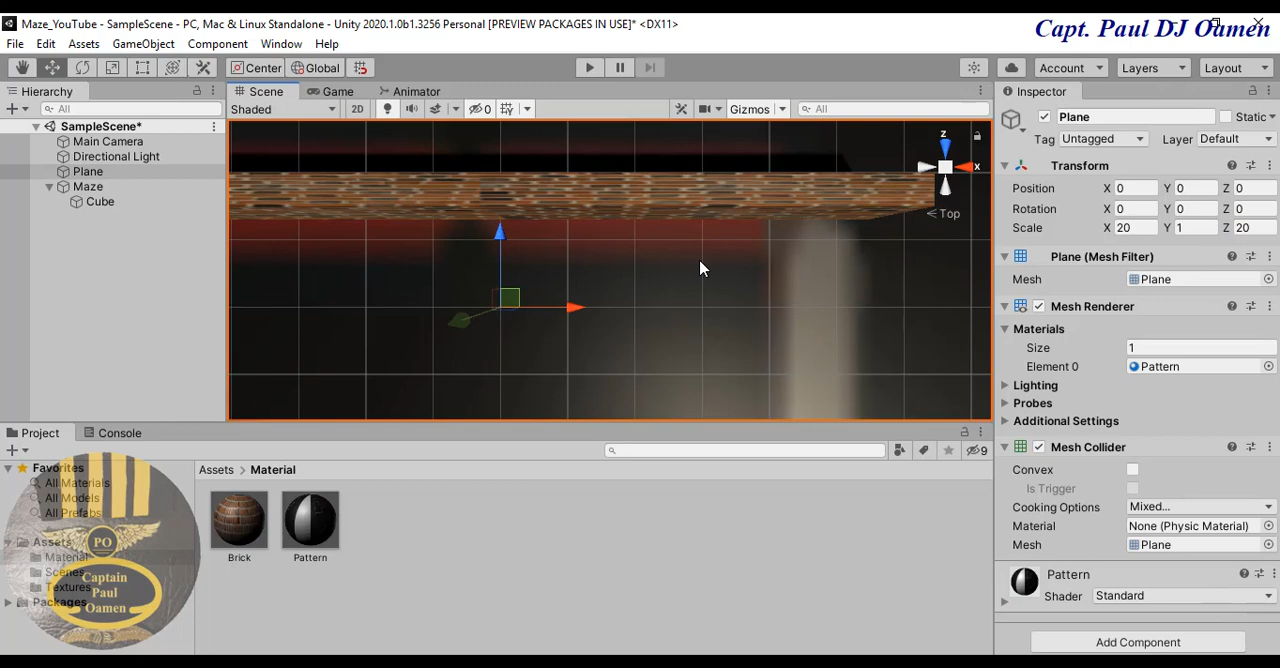 Maze_YouTube - SampleScene - PC, Mac & Linux Standalone - Unity 2020.1.0b1.3256 Personal [PREVIEW PACKAGES IN USE]* <DX11>
Capt. Paul DJ Oamen
File Edit Assets GameObject Component Window Help
Center Global Account Layers Layout
Hierarchy Scene Game Animator Inspector
All Shaded 2D 0 Gizmos All Plane Static
SampleScene*
Tag Untagged Layer Default
Main Camera
Directional Light
Plane
Maze
Cube
z
x
Top
Transform
Position X 0 Y 0 Z 0
Rotation X 0 Y 0 Z 0
Scale X 20 Y 1 Z 20
Plane (Mesh Filter)
Mesh Plane
Mesh Renderer
Materials
Size 1
Element 0 Pattern
Lighting
Probes
Additional Settings
Mesh Collider
Convex
Is Trigger
Cooking Options Mixed...
Material None (Physic Material)
Mesh Plane
Pattern
Shader Standard
Add Component
Project Console
9
Favorites
All Materials
All Models
All Prefabs
Assets
Material
Scenes
Textures
Packages
Assets > Material
Brick Pattern
PO
Captain
Paul
Oamen